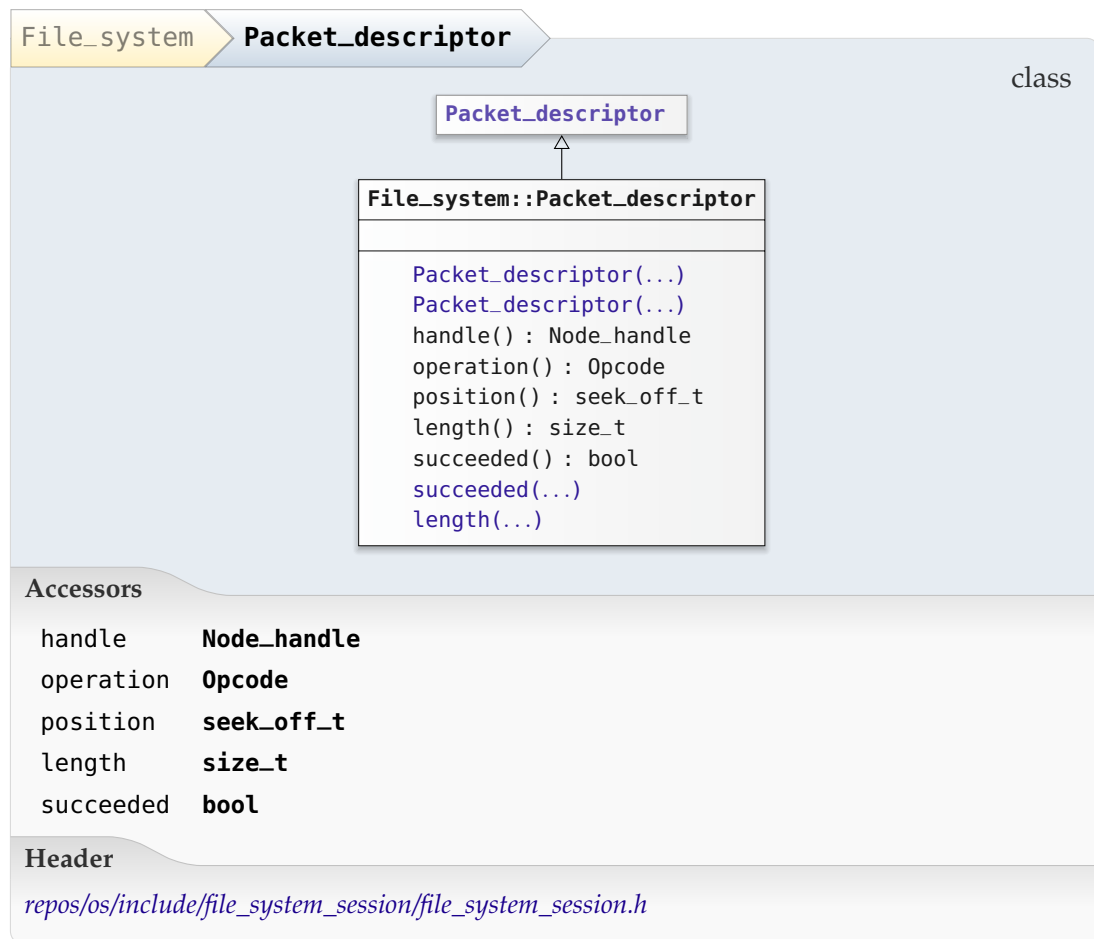 File_system Packet_descriptor
class
Packet_descriptor
File_system::Packet_descriptor
Packet_descriptor(...)
Packet_descriptor(...)
handle() : Node_handle
operation() : Opcode
position() : seek_off_t
length() : size_t
succeeded() : bool
succeeded(...)
length(...)
Accessors
handle Node_handle
operation Opcode
position seek_off_t
length size_t
succeeded bool
Header
repos/os/include/file_system_session/file_system_session.h